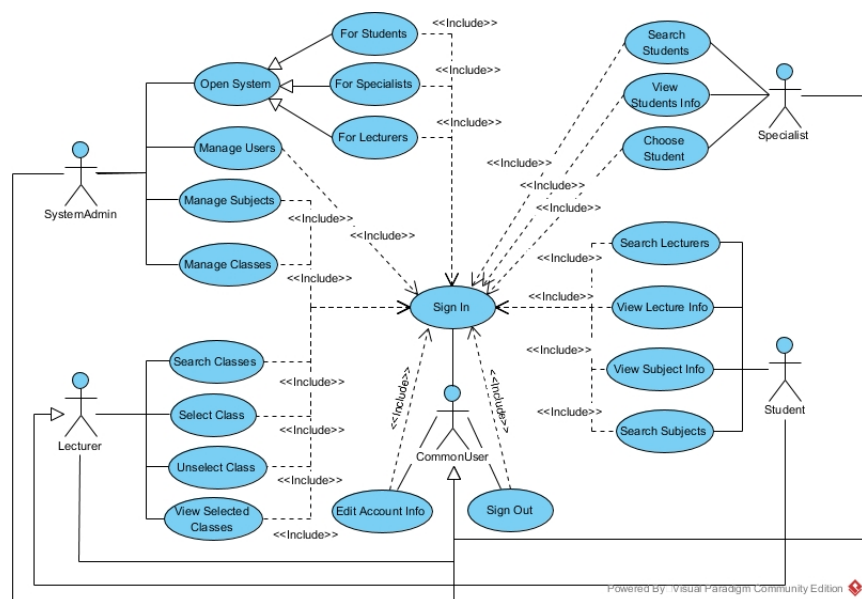 For Students
<<Include>>
Search
Students
Open System
For Specialists
<<Include>>
View
Students Info
Specialist
For Lecturers
<<Include>>
Choose
Student
Manage Users
<<Include>>
<<Include>>
<<Include>>
SystemAdmin
Manage Subjects
<<Include>>
<<Include>>
Search Lecturers
<<Include>>
Manage Classes
<<Include>>
Sign In
<<Include>>
View Lecture Info
Search Classes
<<Include>>
<<Include>>
View Subject Info
<<Include>>
<<Include>>
Student
Select Class
<<Include>>
<<Include>>
Search Subjects
Lecturer
CommonUser
Unselect Class
<<Include>>
View Selected
Classes
<<Include>>
Edit Account Info
Sign Out
Powered By Visual Paradigm Community Edition